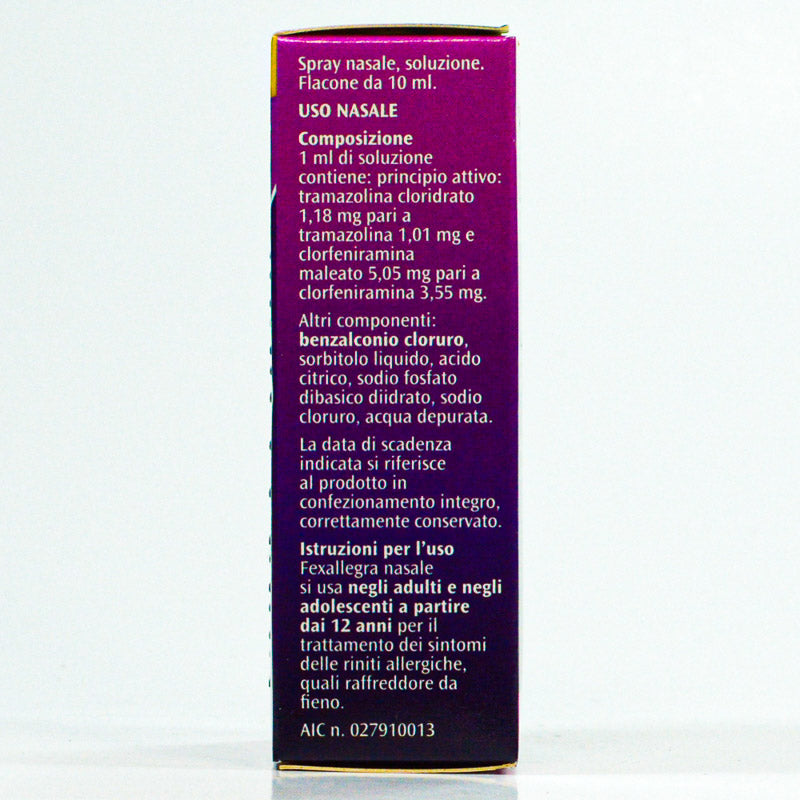 Spray nasale, soluzione.
Flacone da 10 ml.
USO NASALE
Composizione
1 ml di soluzione
contiene: principio attivo:
tramazolina cloridrato
1,18 mg pari a
tramazolina 1,01 mg e
clorfeniramina
maleato 5,05 mg pari a
clorfeniramina 3,55 mg.
Altri componenti:
benzalconio cloruro,
sorbitolo liquido, acido
citrico, sodio fosfato
dibasico diidrato, sodio
cloruro, acqua depurata.
La data di scadenza
indicata si riferisce
al prodotto in
confezionamento integro,
correttamente conservato.
Istruzioni per l'uso
Fexallegra nasale
si usa negli adulti e negli
adolescenti a partire
dai 12 anni per il
trattamento dei sintomi
delle riniti allergiche,
quali raffreddore da
fieno.
AIC n. 027910013